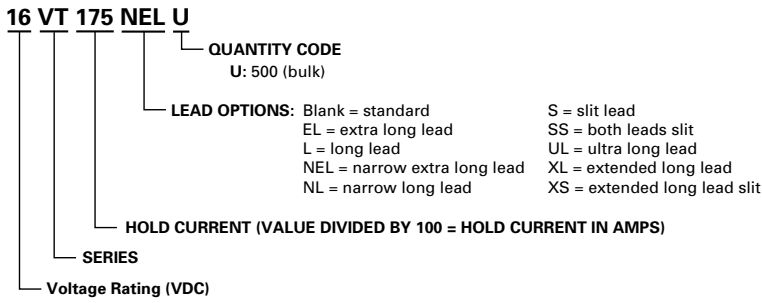 16 VT 175 NEL U
QUANTITY CODE
U: 500 (bulk)
LEAD OPTIONS: Blank = standard S = slit lead
EL = extra long lead SS = both leads slit
L = long lead UL = ultra long lead
NEL = narrow extra long lead XL = extended long lead
NL = narrow long lead XS = extended long lead slit
HOLD CURRENT (VALUE DIVIDED BY 100 = HOLD CURRENT IN AMPS)
SERIES
Voltage Rating (VDC)